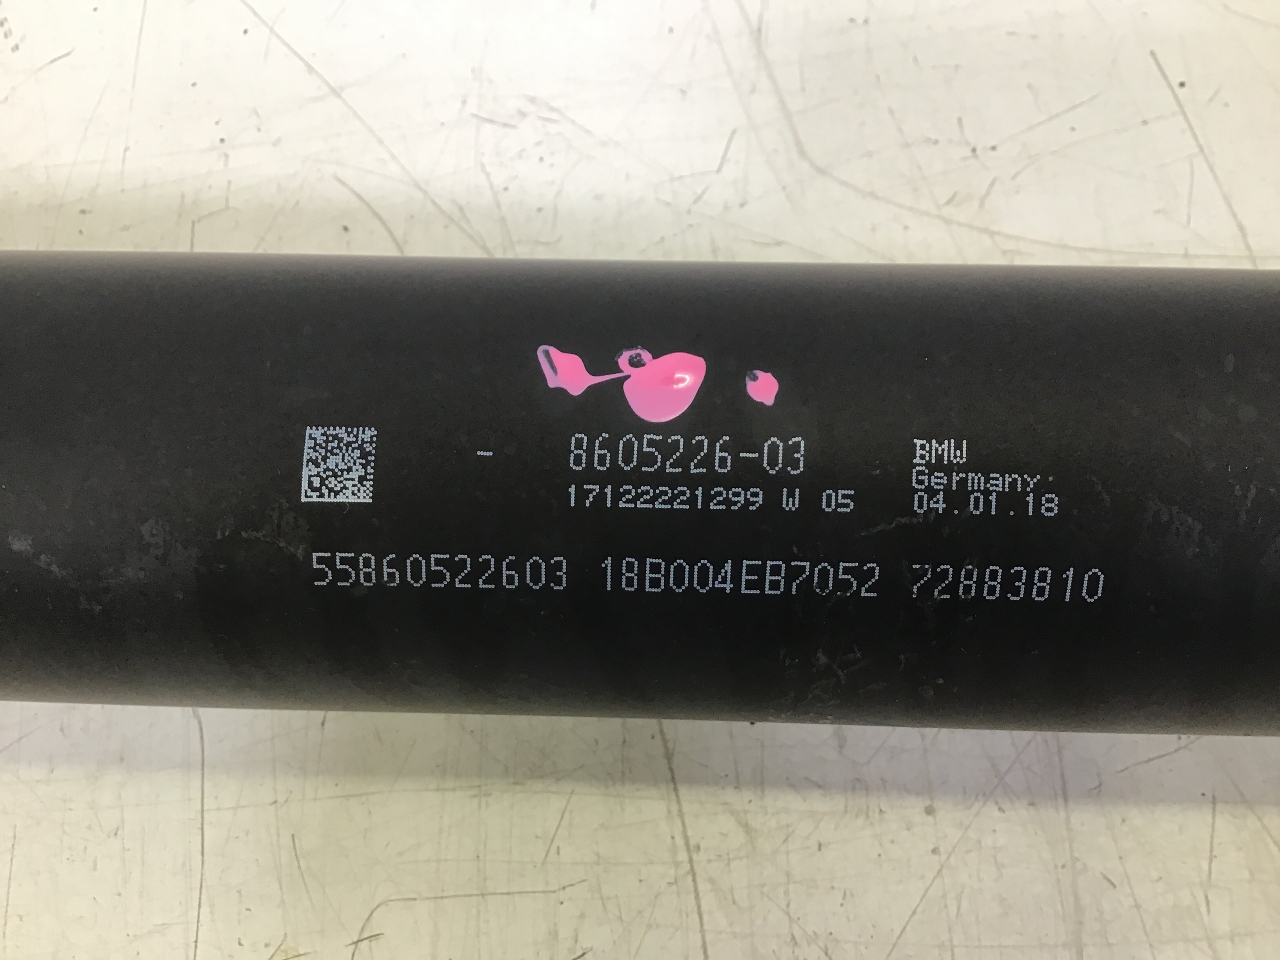 - 8605226-03
17122221299 W 05
BMW
Germany.
04.01.18
55860522603 18B004EB7052 72883810